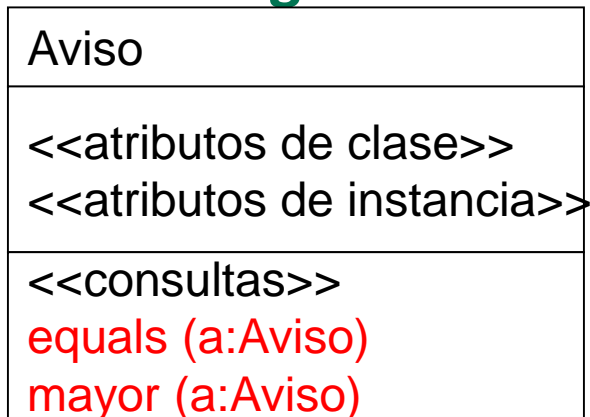 Aviso
<<atributos de clase>>
<<atributos de instancia>>
<<consultas>>
equals (a:Aviso)
mayor (a:Aviso)